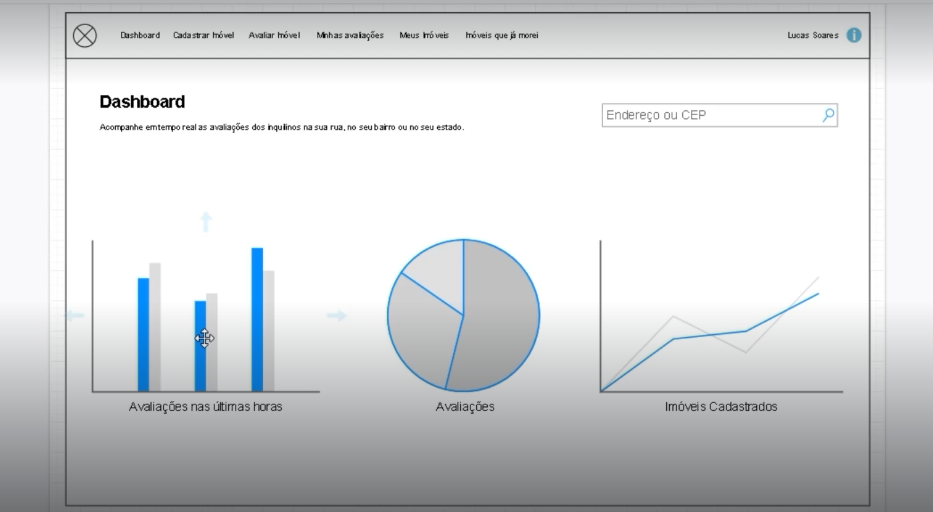 Dashboard Cadastrar Imóvel Avaliar Imóvel Minhas avaliações Meus Imóveis Imóveis que já morei Lucas Soares i
Dashboard
Acompanhe em tempo real as avaliações dos inquilinos na sua rua, no seu bairro ou no seu estado.
Endereço ou CEP
Avaliações nas últimas horas
Avaliações
Imóveis Cadastrados